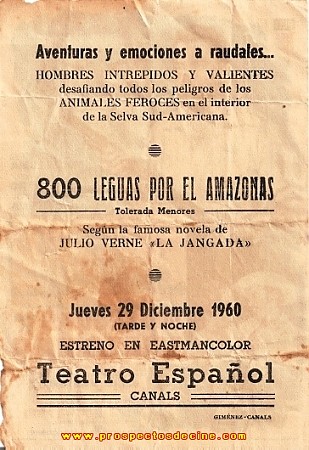 Aventuras y emociones a raudales...
HOMBRES INTREPIDOS Y VALIENTES
desafiando todos los peligros de los
ANIMALES FEROCES en el interior
de la Selva Sud-Americana.
800 LEGUAS POR EL AMAZONAS
Tolerada Menores
Según la famosa novela de
JULIO VERNE «LA JANGADA»
Jueves 29 Diciembre 1960
(TARDE Y NOCHE)
ESTRENO EN EASTMANCOLOR
Teatro Español
CANALS
GIMÉNEZ-CANALS
www.prospectosdecine.com